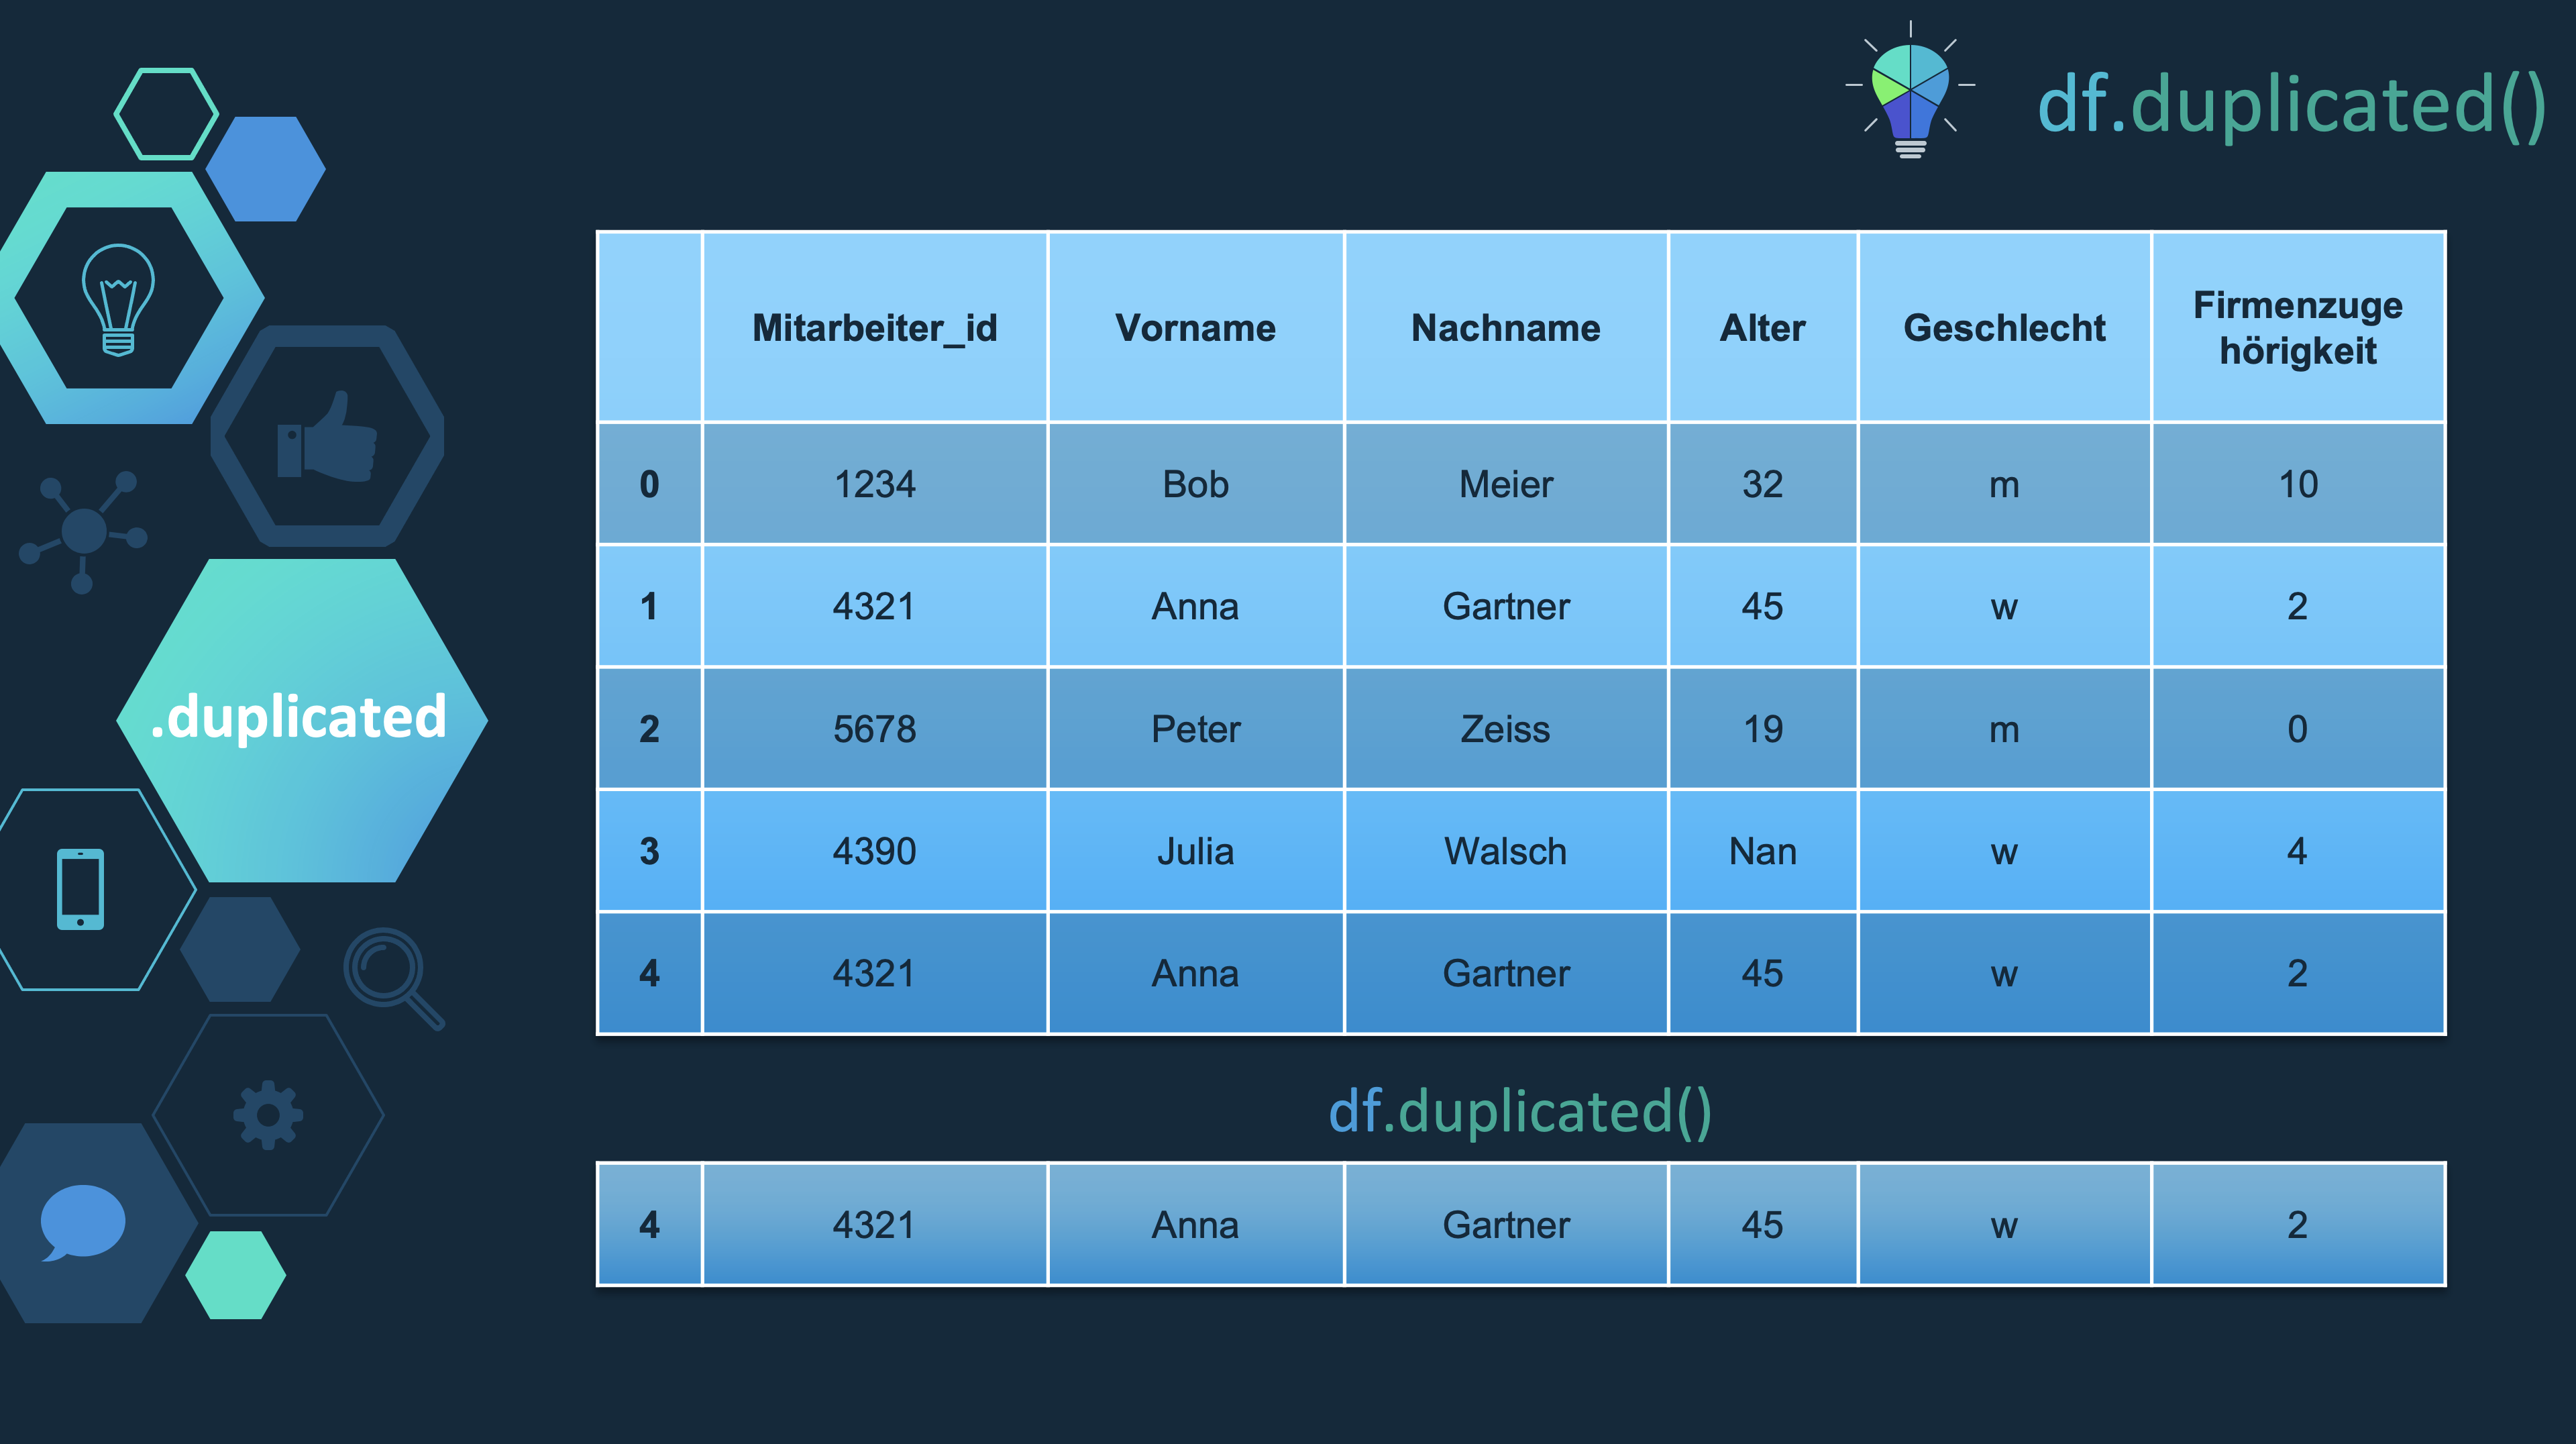 df.duplicated()
.duplicated
Mitarbeiter_id Vorname Nachname Alter Geschlecht Firmenzuge
hörigkeit
0 1234 Bob Meier 32 m 10
1 4321 Anna Gartner 45 w 2
2 5678 Peter Zeiss 19 m 0
3 4390 Julia Walsch Nan w 4
4 4321 Anna Gartner 45 w 2
df.duplicated()
4 4321 Anna Gartner 45 w 2